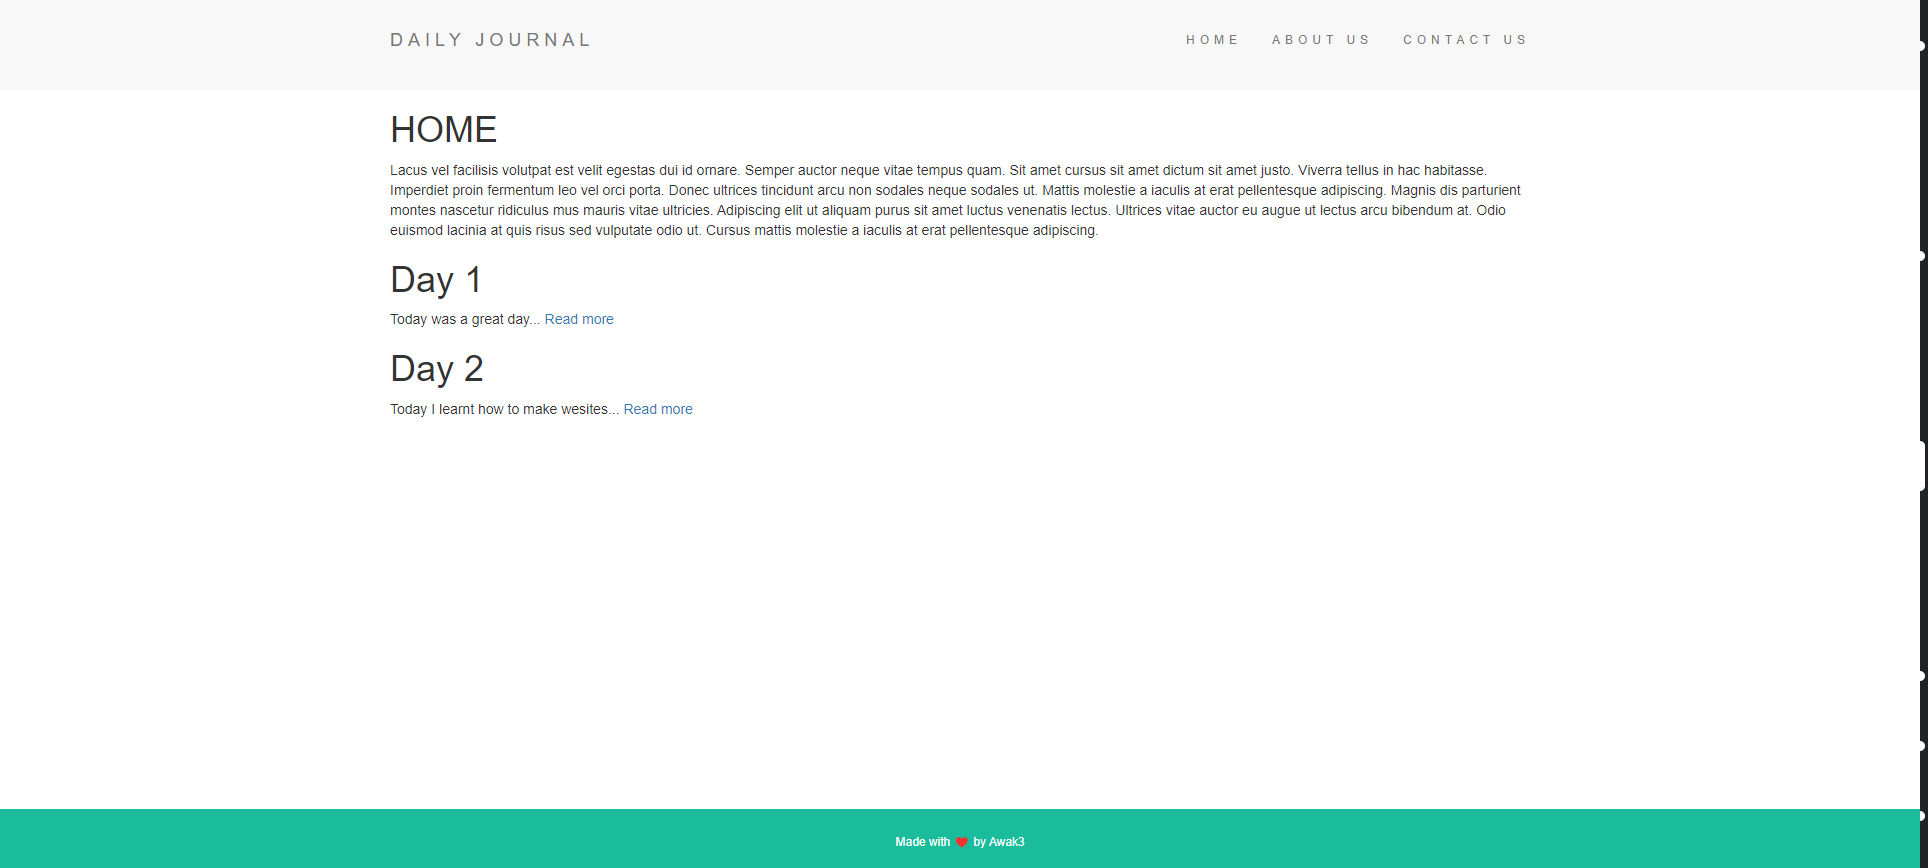 DAILY JOURNAL
HOME ABOUT US CONTACT US
HOME
Lacus vel facilisis volutpat est velit egestas dui id ornare. Semper auctor neque vitae tempus quam. Sit amet cursus sit amet dictum sit amet justo. Viverra tellus in hac habitasse.
Imperdiet proin fermentum leo vel orci porta. Donec ultrices tincidunt arcu non sodales neque sodales ut. Mattis molestie a iaculis at erat pellentesque adipiscing. Magnis dis parturient
montes nascetur ridiculus mus mauris vitae ultricies. Adipiscing elit ut aliquam purus sit amet luctus venenatis lectus. Ultrices vitae auctor eu augue ut lectus arcu bibendum at. Odio
euismod lacinia at quis risus sed vulputate odio ut. Cursus mattis molestie a iaculis at erat pellentesque adipiscing.
Day 1
Today was a great day... Read more
Day 2
Today I learnt how to make wesites... Read more
Made with ❤ by Awak3